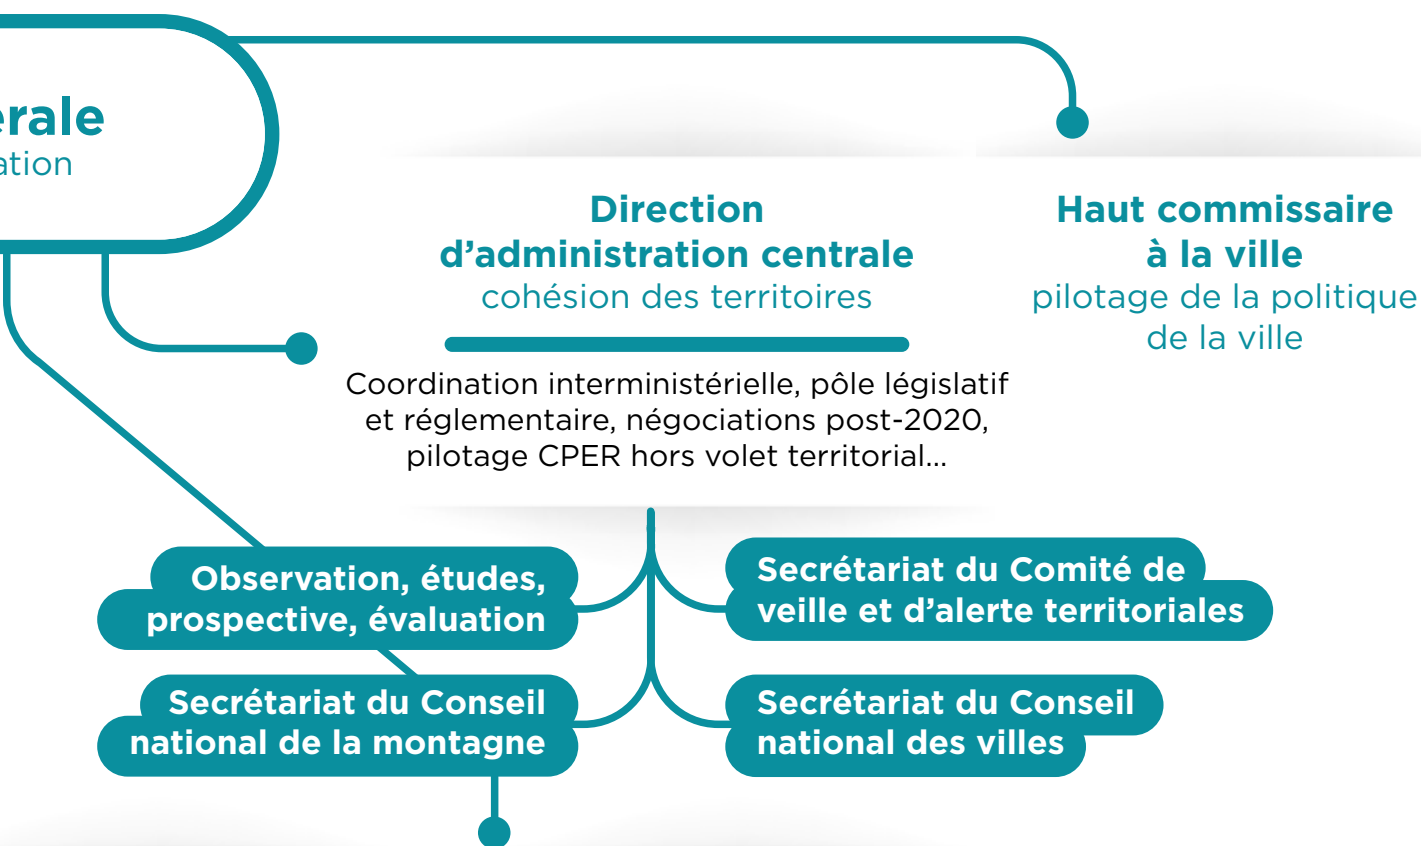 érale
ation
Direction
d’administration centrale
cohésion des territoires
Coordination interministérielle, pôle législatif
et réglementaire, négociations post-2020,
pilotage CPER hors volet territorial...
Haut commissaire
à la ville
pilotage de la politique
de la ville
Observation, études,
prospective, évaluation
Secrétariat du Comité de
veille et d’alerte territoriales
Secrétariat du Conseil
national de la montagne
Secrétariat du Conseil
national des villes